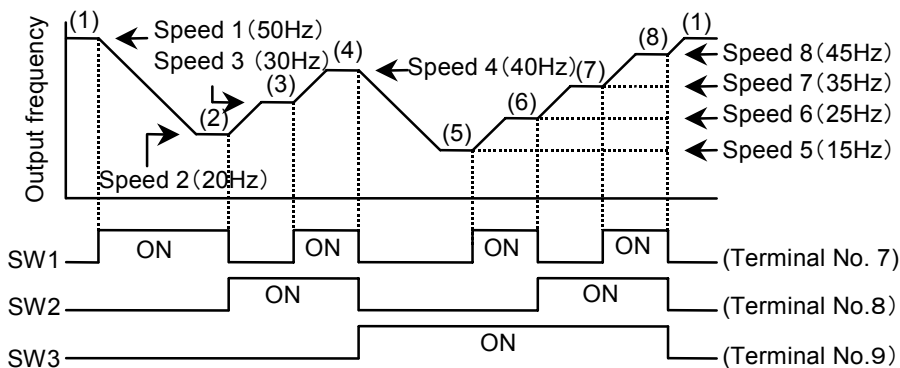 Output frequency
(1)
Speed 1 (50Hz)
Speed 3 (30Hz)
(4)
(3)
(2)
Speed 2 (20Hz)
Speed 4 (40Hz)
(5)
(6)
(7)
(8)
(1)
Speed 8 (45Hz)
Speed 7 (35Hz)
Speed 6 (25Hz)
Speed 5 (15Hz)
SW1 ON ON ON ON (Terminal No. 7)
SW2 ON ON (Terminal No.8)
SW3 ON (Terminal No.9)